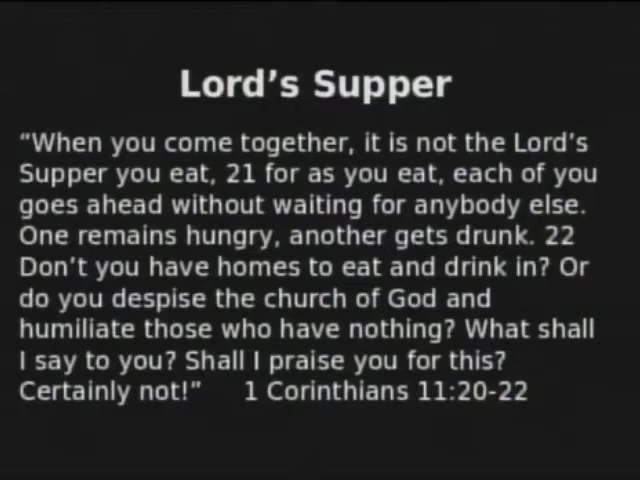 Lord’s Supper
“When you come together, it is not the Lord’s
Supper you eat, 21 for as you eat, each of you
goes ahead without waiting for anybody else.
One remains hungry, another gets drunk. 22
Don’t you have homes to eat and drink in? Or
do you despise the church of God and
humiliate those who have nothing? What shall
I say to you? Shall I praise you for this?
Certainly not!” 1 Corinthians 11:20-22